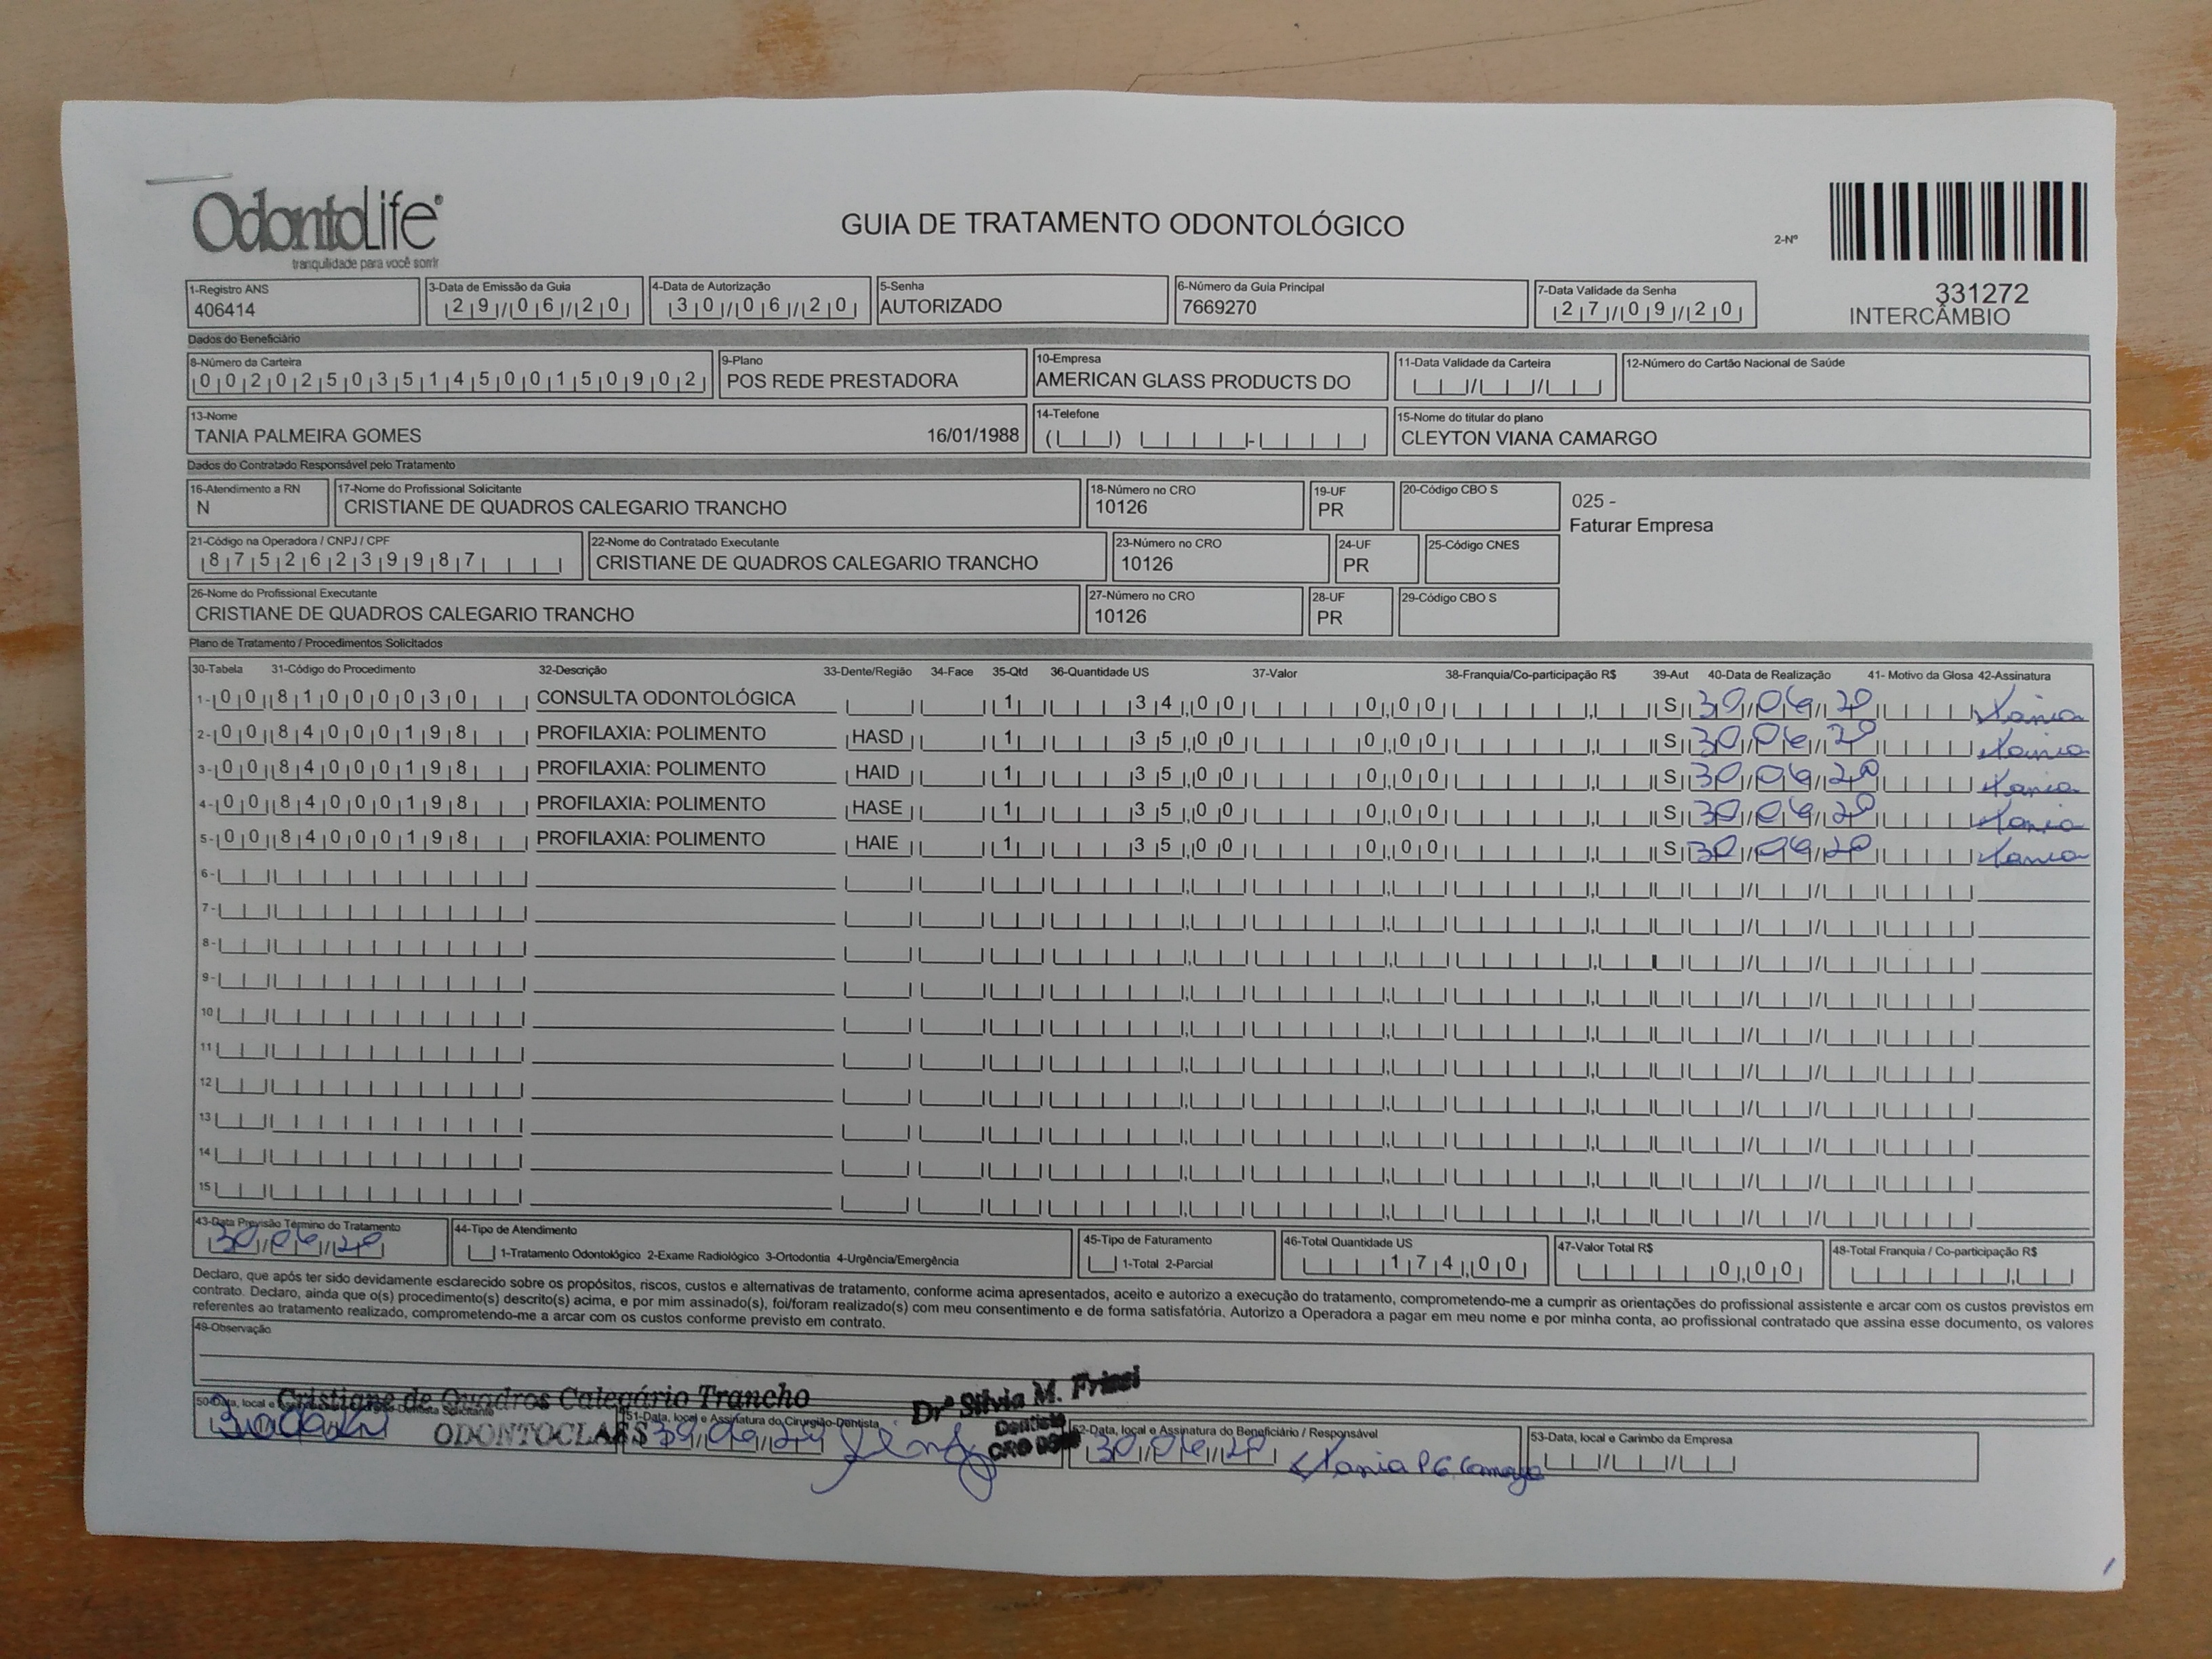 OdontoLife
tranquilidade para você sorrir
GUIA DE TRATAMENTO ODONTOLÓGICO
2-Nº
331272
INTERCÂMBIO
1-Registro ANS
406414
3-Data de Emissão da Guia
29/06/20
4-Data de Autorização
30/06/20
5-Senha
AUTORIZADO
6-Número da Guia Principal
7669270
7-Data Validade da Senha
27/09/20
Dados do Beneficiário
8-Número da Carteira
00202503514500150902
9-Plano
POS REDE PRESTADORA
10-Empresa
AMERICAN GLASS PRODUCTS DO
11-Data Validade da Carteira
12-Número do Cartão Nacional de Saúde
13-Nome
TANIA PALMEIRA GOMES 16/01/1988
14-Telefone
15-Nome do titular do plano
CLEYTON VIANA CAMARGO
Dados do Contratado Responsável pelo Tratamento
16-Atendimento a RN
N
17-Nome do Profissional Solicitante
CRISTIANE DE QUADROS CALEGARIO TRANCHO
18-Número no CRO
10126
19-UF
PR
20-Código CBO S
025 -
Faturar Empresa
21-Código na Operadora / CNPJ / CPF
87526239987
22-Nome do Contratado Executante
CRISTIANE DE QUADROS CALEGARIO TRANCHO
23-Número no CRO
10126
24-UF
PR
25-Código CNES
26-Nome do Profissional Executante
CRISTIANE DE QUADROS CALEGARIO TRANCHO
27-Número no CRO
10126
28-UF
PR
29-Código CBO S
Plano de Tratamento / Procedimentos Solicitados
30-Tabela 31-Código do Procedimento 32-Descrição 33-Dente/Região 34-Face 35-Qtd 36-Quantidade US 37-Valor 38-Franquia/Co-participação R$ 39-Aut 40-Data de Realização 41- Motivo da Glosa 42-Assinatura
1- 00 81000030 CONSULTA ODONTOLÓGICA 1 34,00 0,00 S 30/06/20 Tania
2- 00 84000198 PROFILAXIA: POLIMENTO HASD 1 35,00 0,00 S 30/06/20 Tania
3- 00 84000198 PROFILAXIA: POLIMENTO HAID 1 35,00 0,00 S 30/06/20 Tania
4- 00 84000198 PROFILAXIA: POLIMENTO HASE 1 35,00 0,00 S 30/06/20 Tania
5- 00 84000198 PROFILAXIA: POLIMENTO HAIE 1 35,00 0,00 S 30/06/20 Tania
6-
7-
8-
9-
10
11
12
13
14
15
43-Data Previsão Término do Tratamento
30/06/20
44-Tipo de Atendimento
1-Tratamento Odontológico 2-Exame Radiológico 3-Ortodontia 4-Urgência/Emergência
45-Tipo de Faturamento
1-Total 2-Parcial
46-Total Quantidade US
174,00
47-Valor Total R$
0,00
48-Total Franquia / Co-participação R$
Declaro, que após ter sido devidamente esclarecido sobre os propósitos, riscos, custos e alternativas de tratamento, conforme acima apresentados, aceito e autorizo a execução do tratamento, comprometendo-me a cumprir as orientações do profissional assistente e arcar com os custos previstos em
contrato. Declaro, ainda que o(s) procedimento(s) descrito(s) acima, e por mim assinado(s), foi/foram realizado(s) com meu consentimento e de forma satisfatória. Autorizo a Operadora a pagar em meu nome e por minha conta, ao profissional contratado que assina esse documento, os valores
referentes ao tratamento realizado, comprometendo-me a arcar com os custos conforme previsto em contrato.
49-Observação
Cristiane de Quadros Calegário Trancho
ODONTOCLASS
Drª Silvia M.
Dentista
CRO
50-Data, local e
51-Data, local e Assinatura do Cirurgião-Dentista
30/06/20
52-Data, local e Assinatura do Beneficiário / Responsável
30/06/20 Tania P G Camargo
53-Data, local e Carimbo da Empresa